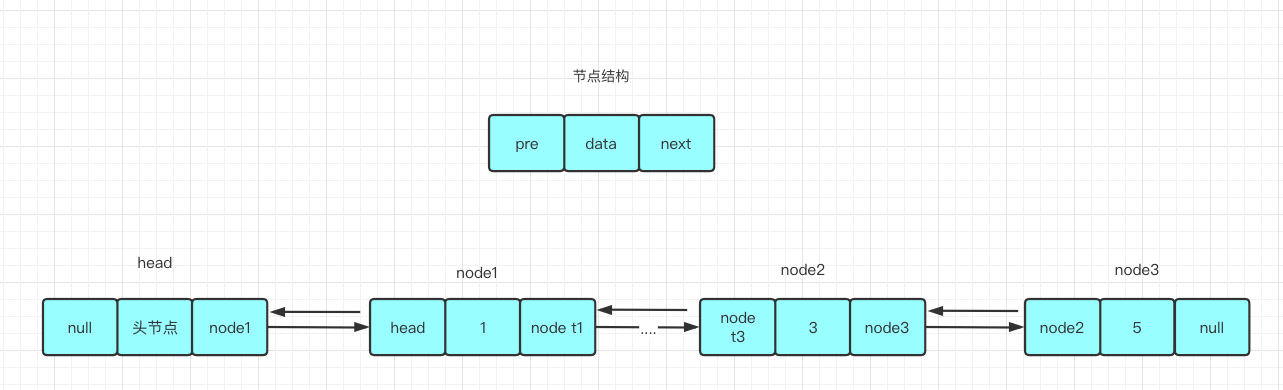 节点结构
pre
data
next
head
node1
node2
node3
null
头节点
node1
head
1
node t1
....
node
t3
3
node3
node2
5
null